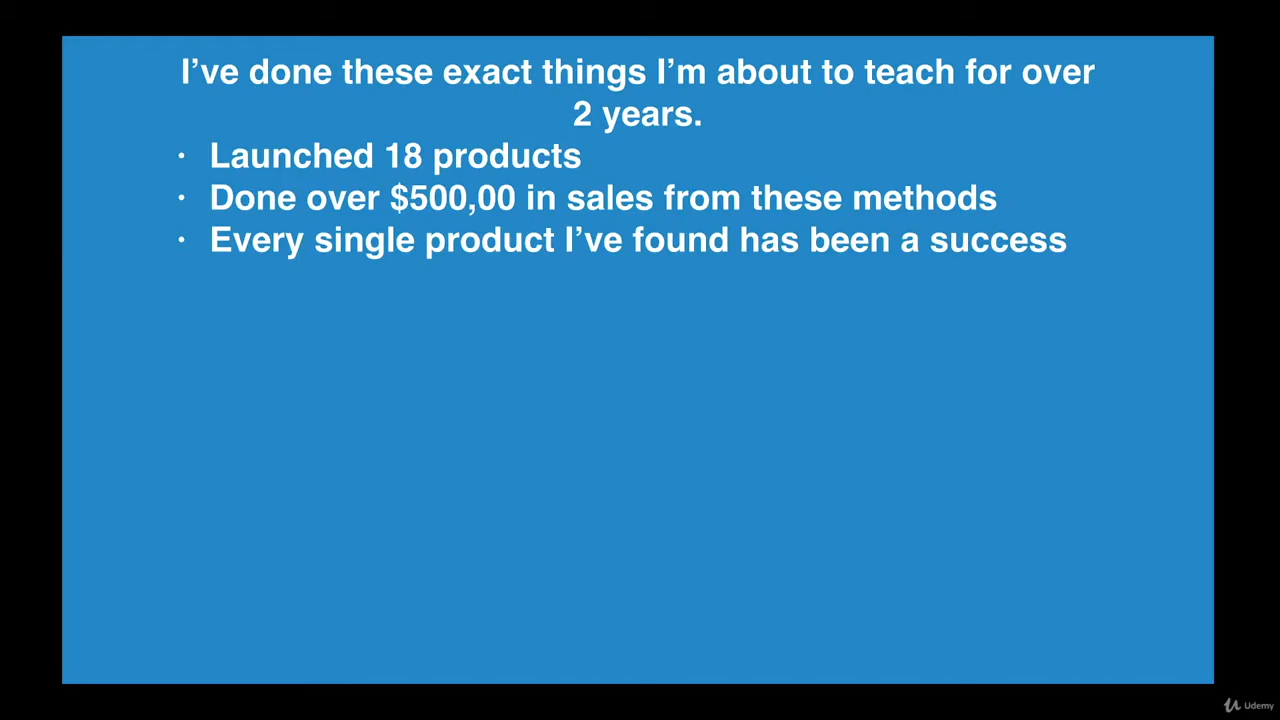 I’ve done these exact things I’m about to teach for over
2 years.
· Launched 18 products
· Done over $500,00 in sales from these methods
· Every single product I’ve found has been a success
Udemy